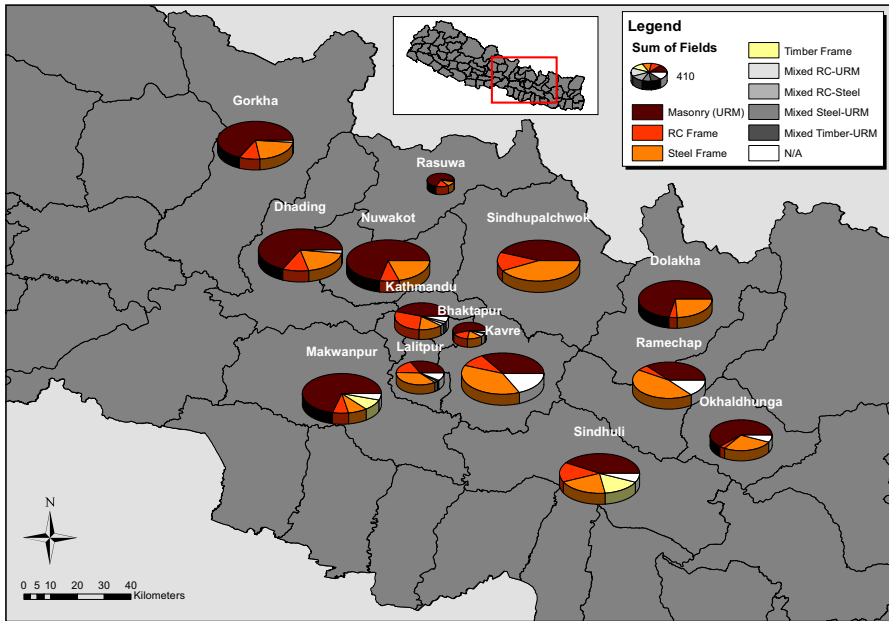 Legend
Sum of Fields
410
Masonry (URM)
RC Frame
Steel Frame
Timber Frame
Mixed RC-URM
Mixed RC-Steel
Mixed Steel-URM
Mixed Timber-URM
N/A
Gorkha
Rasuwa
Dhading
Nuwakot
Sindhupalchwok
Dolakha
Kathmandu
Bhaktapur
Kavre
Lalitpur
Makwanpur
Ramechap
Okhaldhunga
Sindhuli
N
0 5 10 20 30 40
Kilometers